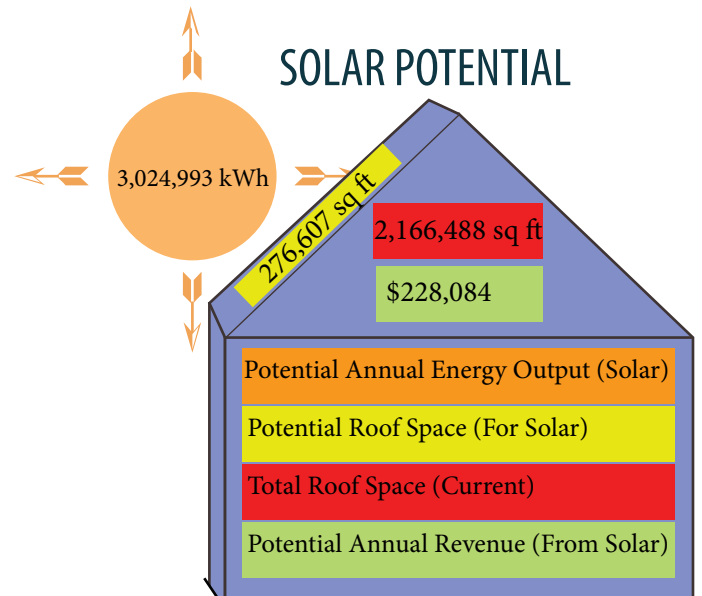 SOLAR POTENTIAL
3,024,993 kWh
276,607 sq ft
2,166,488 sq ft
$228,084
Potential Annual Energy Output (Solar)
Potential Roof Space (For Solar)
Total Roof Space (Current)
Potential Annual Revenue (From Solar)